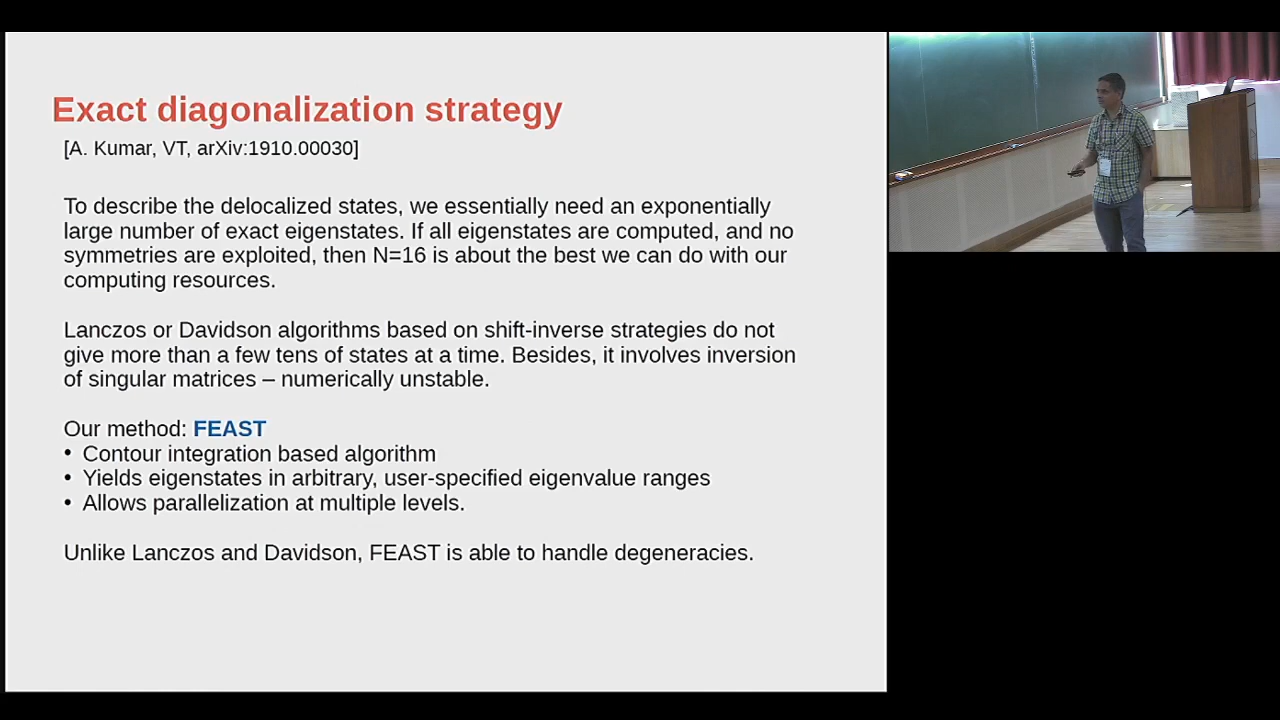 Exact diagonalization strategy
[A. Kumar, VT, arXiv:1910.00030]
To describe the delocalized states, we essentially need an exponentially
large number of exact eigenstates. If all eigenstates are computed, and no
symmetries are exploited, then N=16 is about the best we can do with our
computing resources.
Lanczos or Davidson algorithms based on shift-inverse strategies do not
give more than a few tens of states at a time. Besides, it involves inversion
of singular matrices – numerically unstable.
Our method: FEAST
• Contour integration based algorithm
• Yields eigenstates in arbitrary, user-specified eigenvalue ranges
• Allows parallelization at multiple levels.
Unlike Lanczos and Davidson, FEAST is able to handle degeneracies.